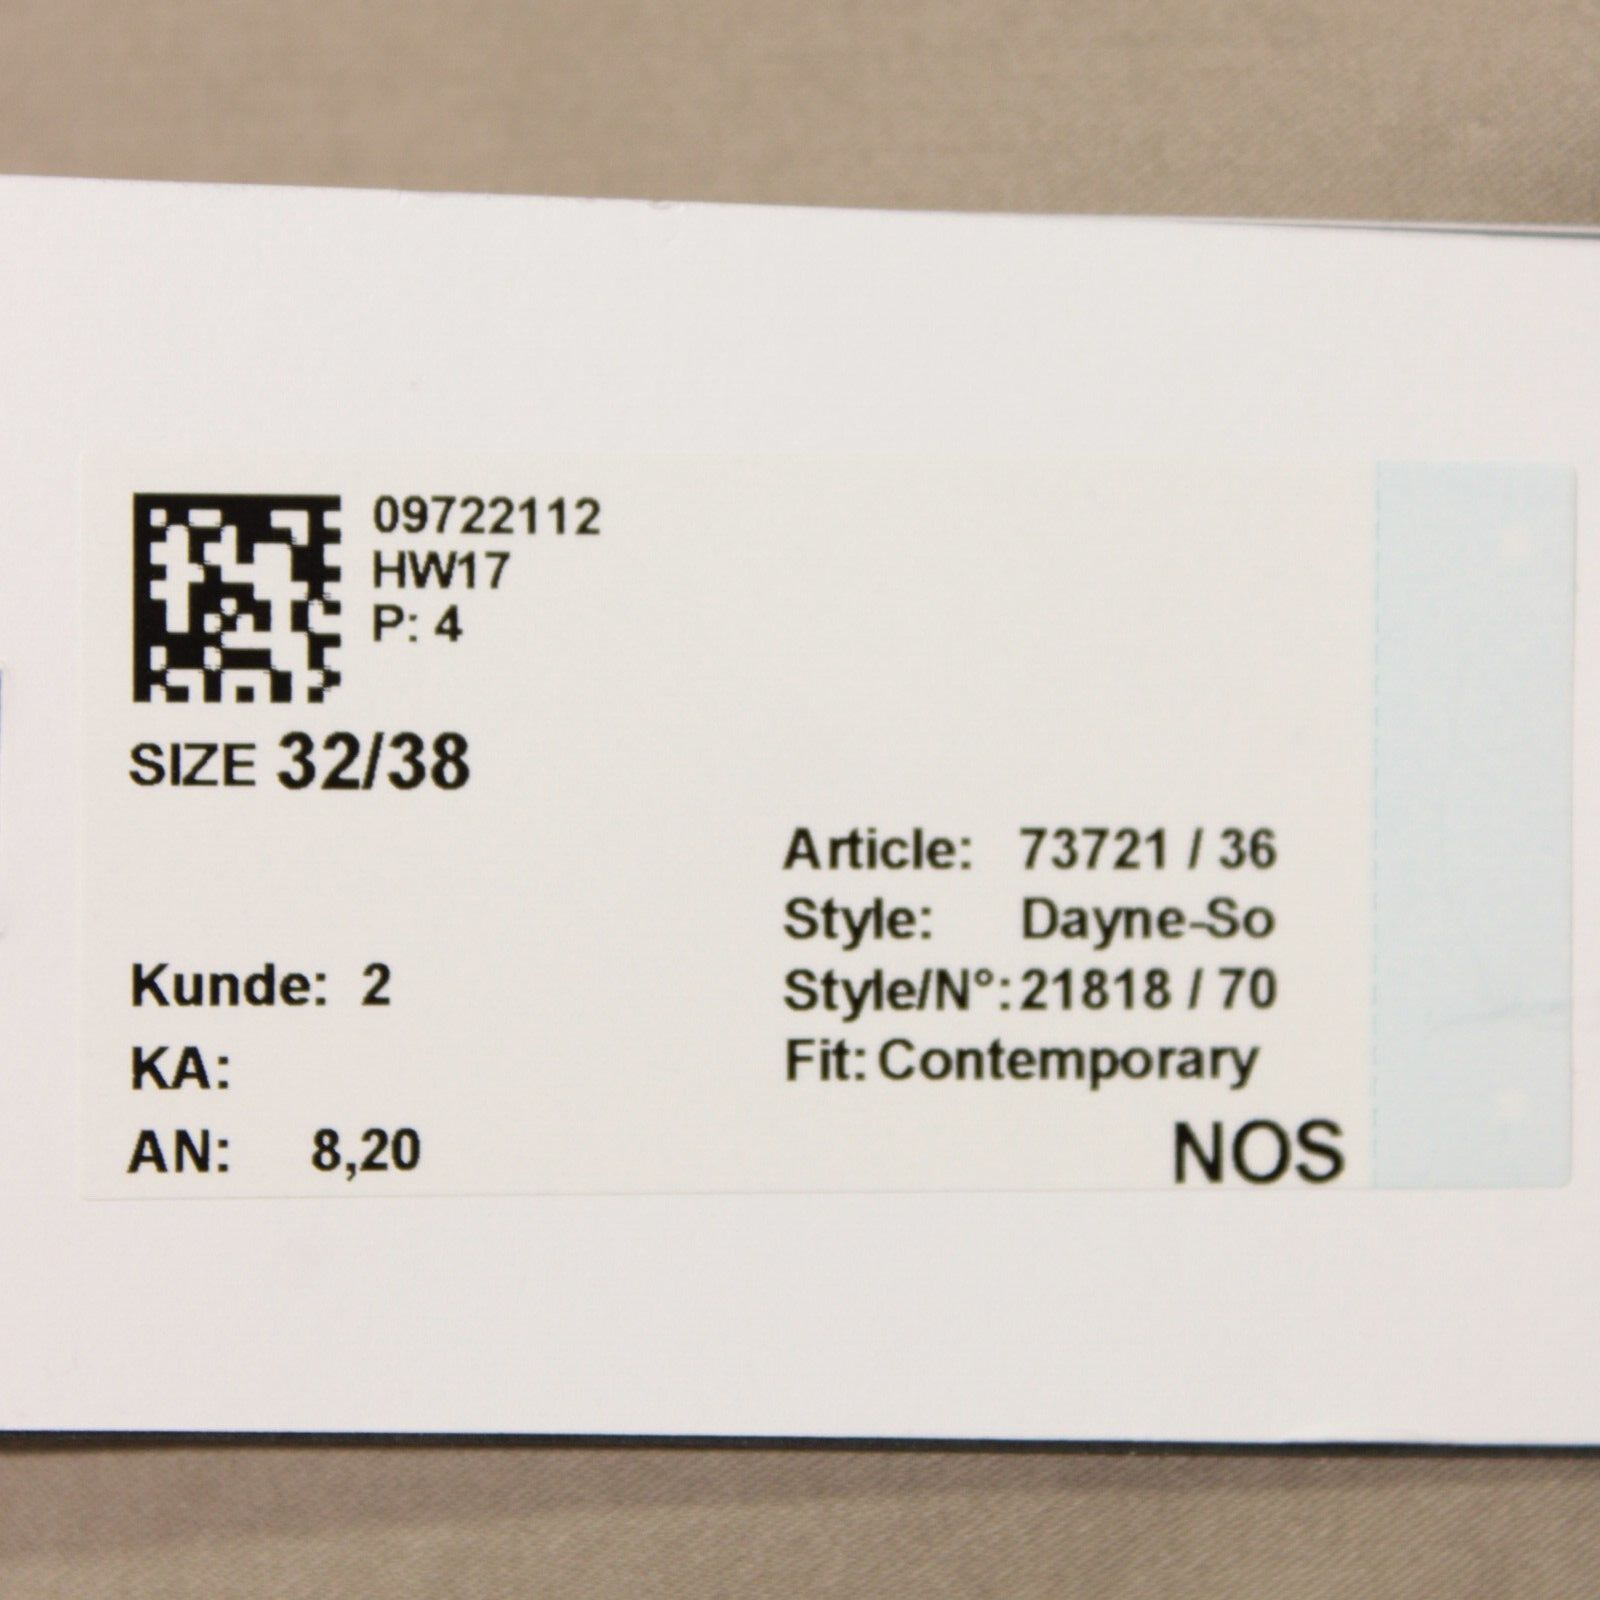 09722112
HW17
P: 4
SIZE 32/38
Article: 73721 / 36
Style: Dayne-So
Style/N°: 21818 / 70
Fit: Contemporary
Kunde: 2
KA:
AN: 8,20
NOS